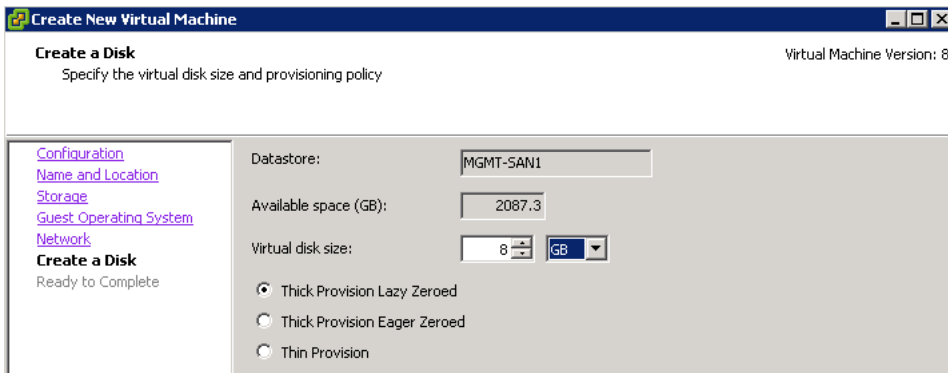 Create New Virtual Machine
Create a Disk
Virtual Machine Version: 8
Specify the virtual disk size and provisioning policy
Configuration
Name and Location
Storage
Guest Operating System
Network
Create a Disk
Ready to Complete
Datastore: MGMT-SAN1
Available space (GB): 2087.3
Virtual disk size: 8 GB
Thick Provision Lazy Zeroed
Thick Provision Eager Zeroed
Thin Provision